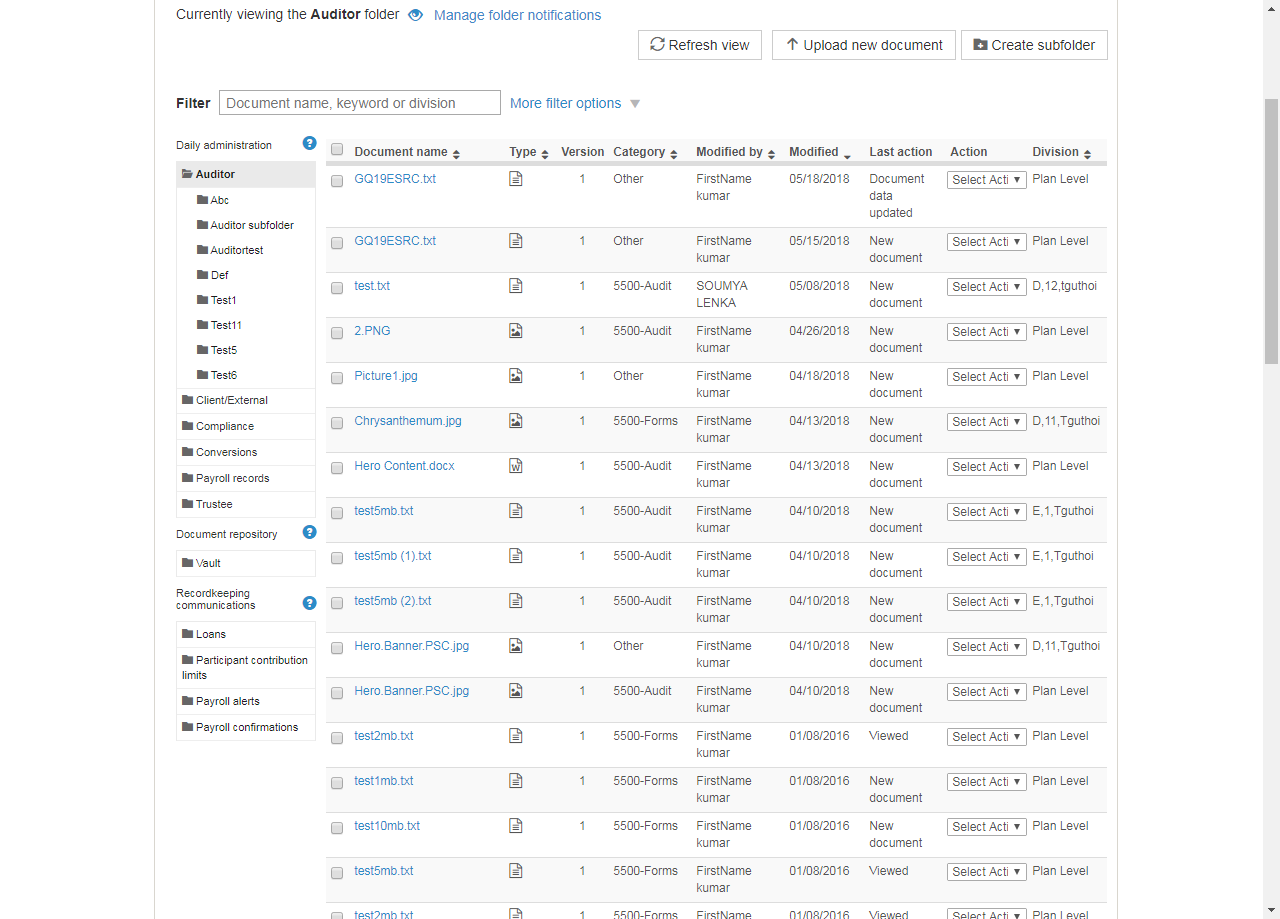 Currently viewing the Auditor folder Manage folder notifications
Refresh view Upload new document Create subfolder
Filter Document name, keyword or division More filter options
Daily administration ?
Auditor
Abc
Auditor subfolder
Auditortest
Def
Test1
Test11
Test5
Test6
Client/External
Compliance
Conversions
Payroll records
Trustee
Document repository ?
Vault
Recordkeeping
communications ?
Loans
Participant contribution
limits
Payroll alerts
Payroll confirmations
Document name Type Version Category Modified by Modified Last action Action Division
GQ19ESRC.txt 1 Other FirstName 05/18/2018 Document Select Acti Plan Level
kumar data
updated
GQ19ESRC.txt 1 Other FirstName 05/15/2018 New Select Acti Plan Level
kumar document
test.txt 1 5500-Audit SOUMYA 05/08/2018 New Select Acti D,12,tguthoi
LENKA document
2.PNG 1 5500-Audit FirstName 04/26/2018 New Select Acti Plan Level
kumar document
Picture1.jpg 1 Other FirstName 04/18/2018 New Select Acti Plan Level
kumar document
Chrysanthemum.jpg 1 5500-Forms FirstName 04/13/2018 New Select Acti D,11,Tguthoi
kumar document
Hero Content.docx W 1 5500-Audit FirstName 04/13/2018 New Select Acti Plan Level
kumar document
test5mb.txt 1 5500-Audit FirstName 04/10/2018 New Select Acti E,1,Tguthoi
kumar document
test5mb (1).txt 1 5500-Audit FirstName 04/10/2018 New Select Acti E,1,Tguthoi
kumar document
test5mb (2).txt 1 5500-Audit FirstName 04/10/2018 New Select Acti E,1,Tguthoi
kumar document
Hero.Banner.PSC.jpg 1 Other FirstName 04/10/2018 New Select Acti D,11,Tguthoi
kumar document
Hero.Banner.PSC.jpg 1 5500-Audit FirstName 04/10/2018 New Select Acti Plan Level
kumar document
test2mb.txt 1 5500-Forms FirstName 01/08/2016 Viewed Select Acti Plan Level
kumar
test1mb.txt 1 5500-Forms FirstName 01/08/2016 New Select Acti Plan Level
kumar document
test10mb.txt 1 5500-Forms FirstName 01/08/2016 New Select Acti Plan Level
kumar document
test5mb.txt 1 5500-Forms FirstName 01/08/2016 Viewed Select Acti Plan Level
kumar
test2mb.txt 1 5500-Forms FirstName 01/08/2016 Viewed Select Acti Plan Level